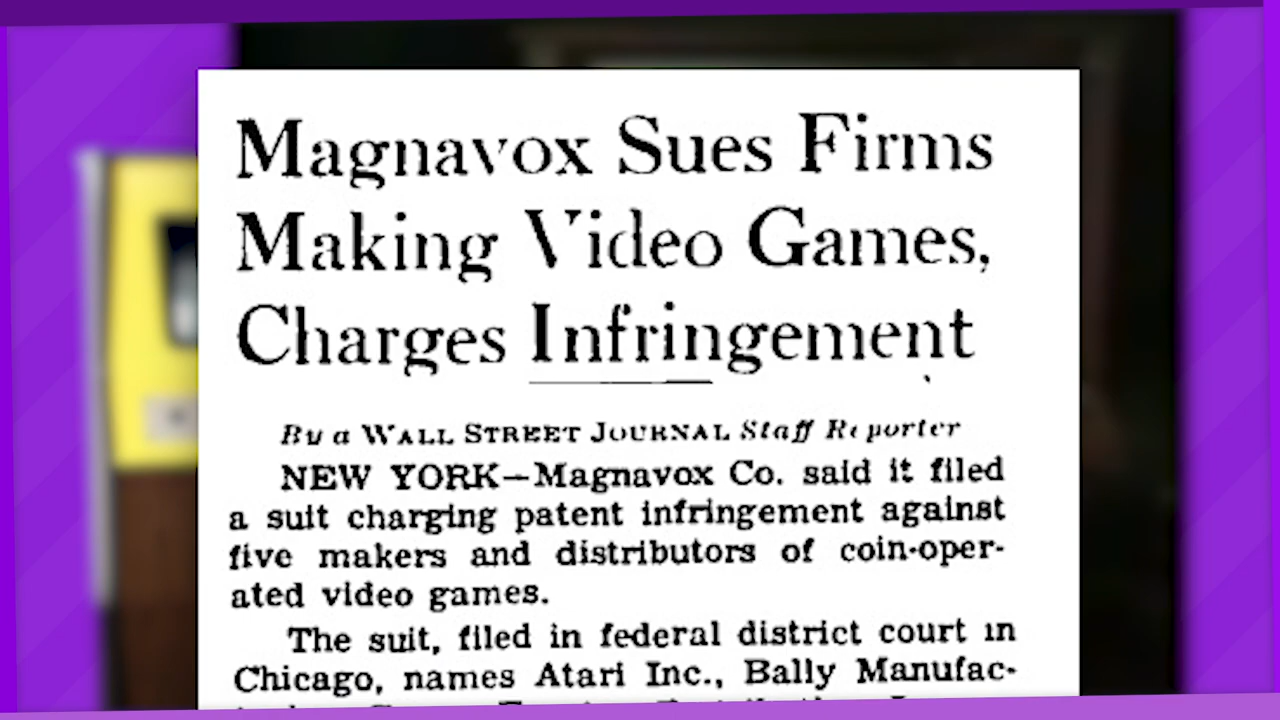 Magnavox Sues Firms
Making Video Games,
Charges Infringement
By a WALL STREET JOURNAL Staff Reporter
NEW YORK—Magnavox Co. said it filed
a suit charging patent infringement against
five makers and distributors of coin-oper-
ated video games.
The suit, filed in federal district court in
Chicago, names Atari Inc., Bally Manufac-